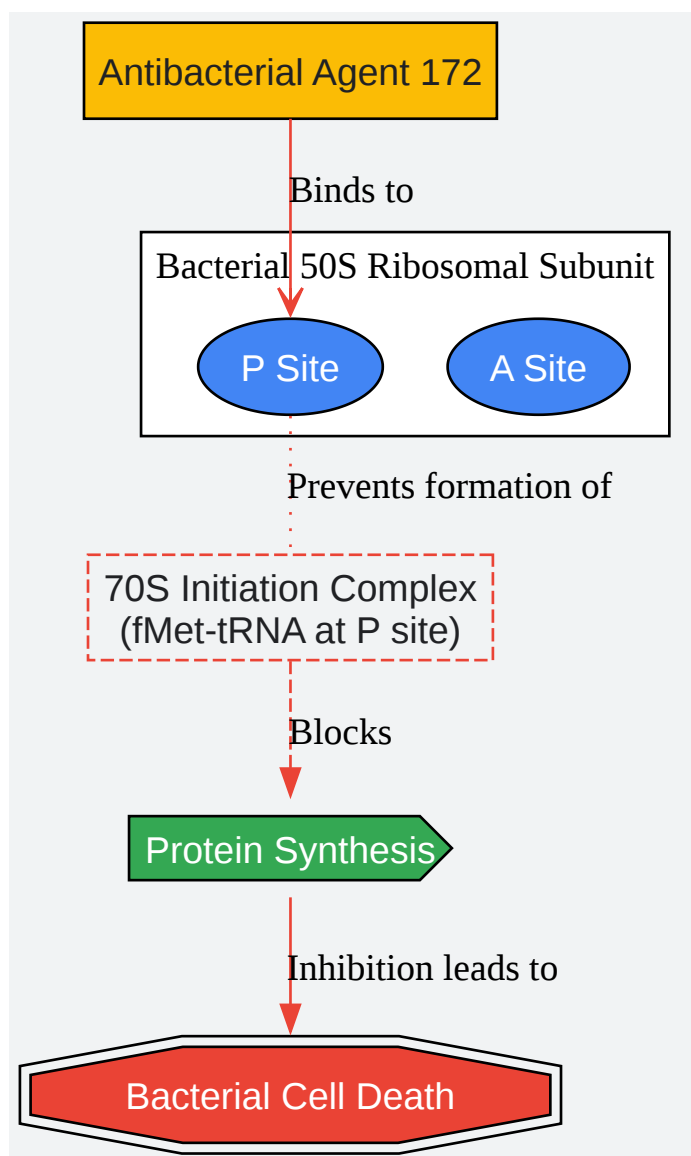 Antibacterial Agent 172
Binds to
Bacterial 50S Ribosomal Subunit
P Site
A Site
Prevents formation of
70S Initiation Complex
(fMet-tRNA at P site)
Blocks
Protein Synthesis
Inhibition leads to
Bacterial Cell Death